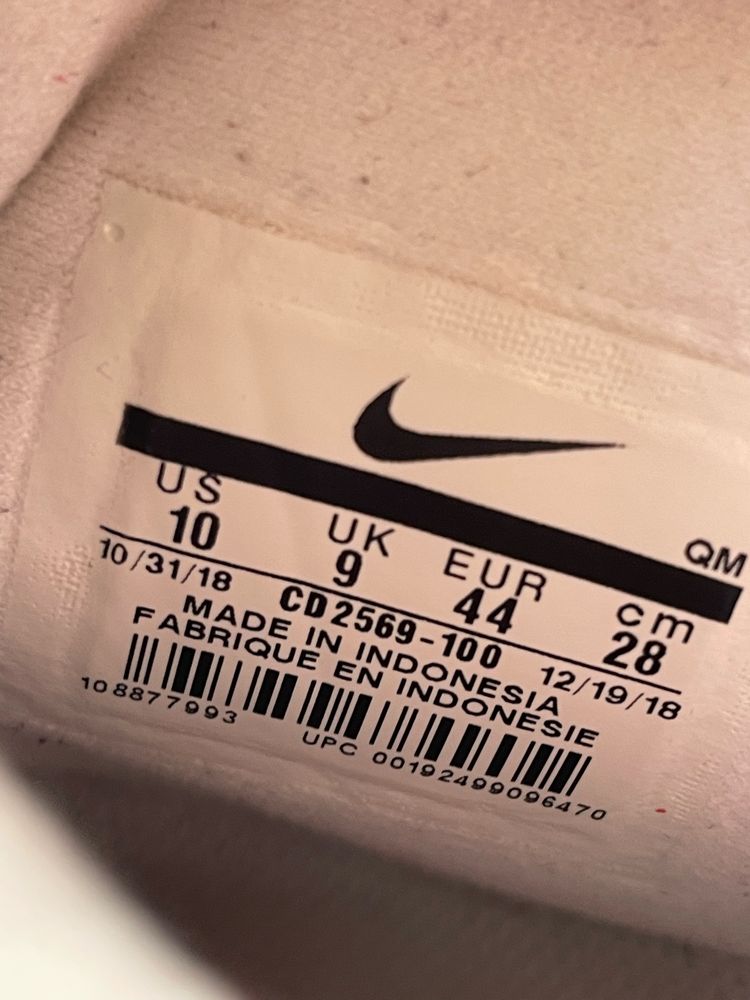 QM
US UK EUR cm
10 9 44 28
10/31/18 CD2569-100 12/19/18
MADE IN INDONESIA
FABRIQUE EN INDONESIE
108877993 UPC 00192499096470